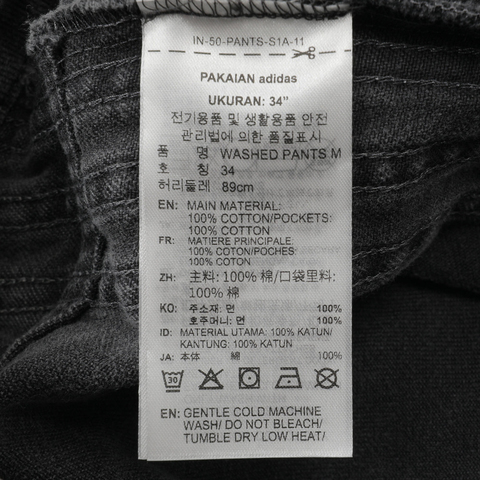 IN-50-PANTS-S1A-11
PAKAIAN adidas
UKURAN: 34"
전기용품 및 생활용품 안전
관리법에 의한 품질표시
품 명 WASHED PANTS M
호 칭 34
허리둘레 89cm
EN: MAIN MATERIAL:
100% COTTON/POCKETS:
100% COTTON
FR: MATIERE PRINCIPALE
100% COTON/POCHES:
100% COTON
ZH: 主料: 100% 棉/口袋里料:
100% 棉
KO: 주소재: 면 100%
호주머니: 면 100%
ID: MATERIAL UTAMA: 100% KATUN/
KANTUNG: 100% KATUN
JA: 本体 綿 100%
30
EN: GENTLE COLD MACHINE
WASH/ DO NOT BLEACH/
TUMBLE DRY LOW HEAT/